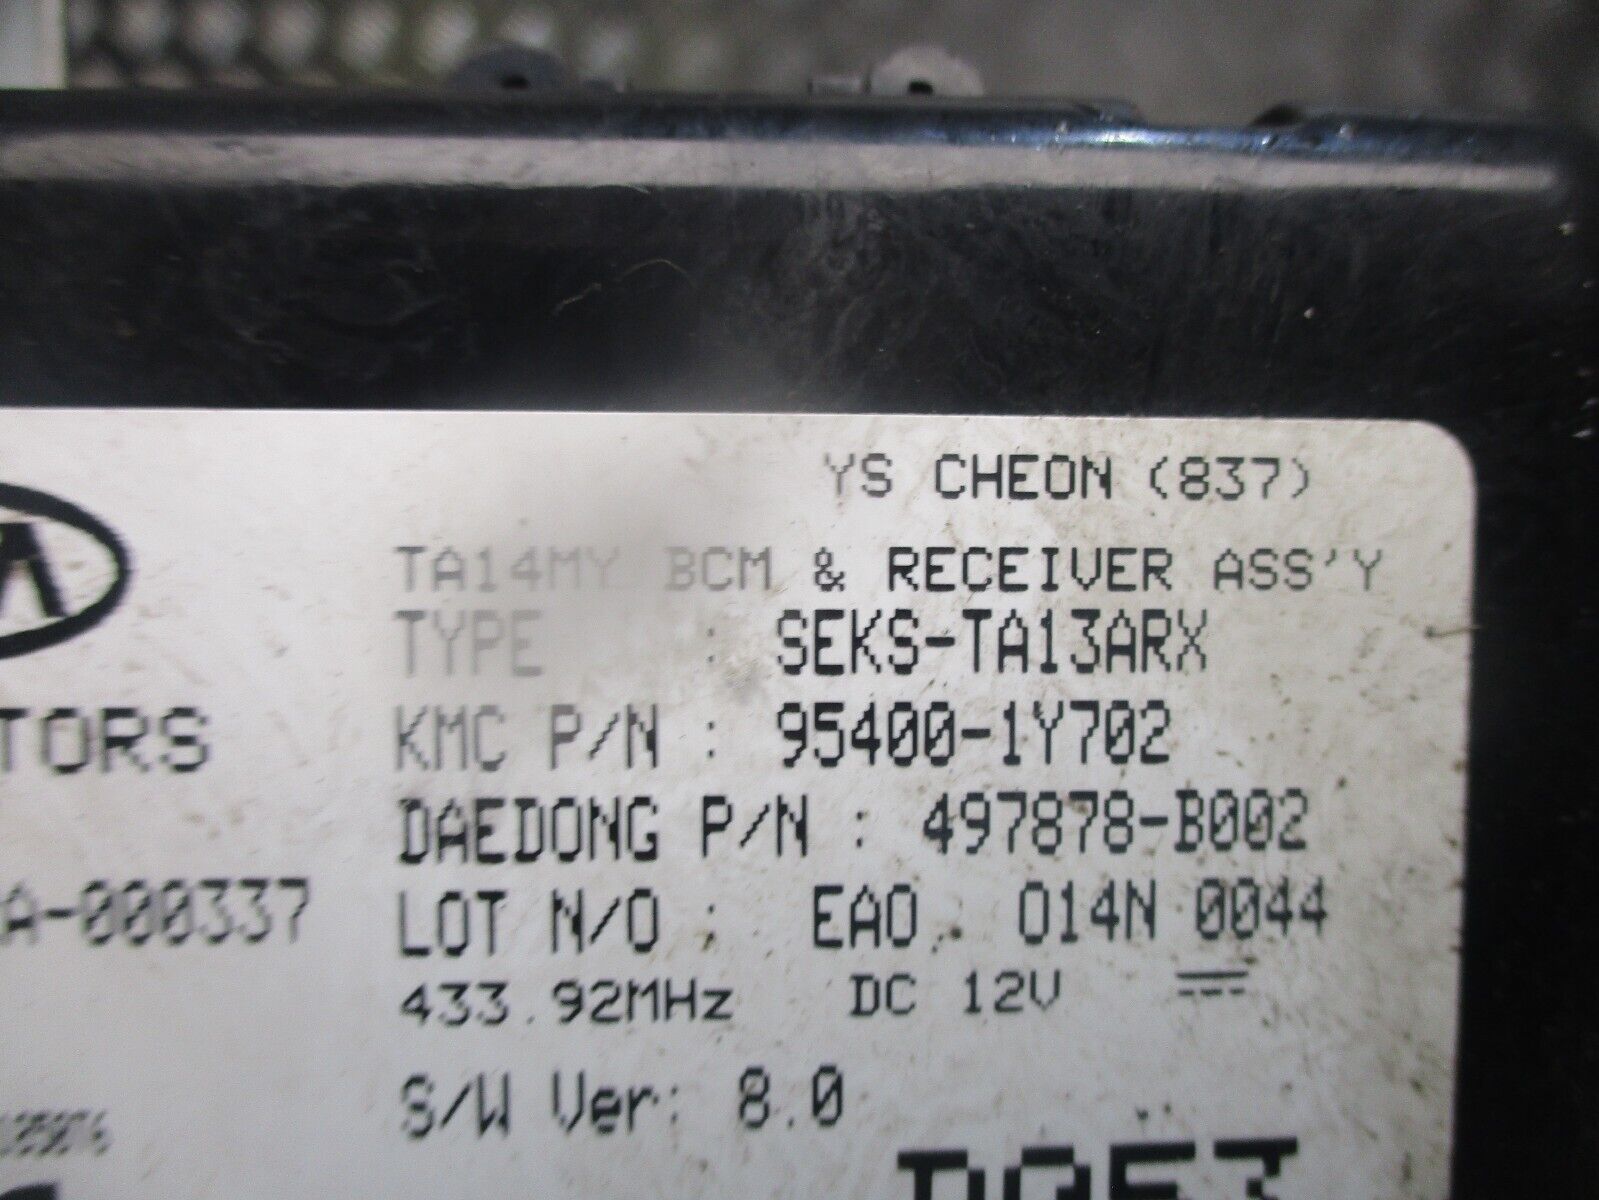 YS CHEON (837)
TA14MY BCM & RECEIVER ASS'Y
TYPE : SEKS-TA13ARX
KMC P/N : 95400-1Y702
TORS
DAEDONG P/N : 497878-B002
A-000337
LOT N/O : EAO 014N 0044
433.92MHz DC 12V
S/W Ver: 8.0